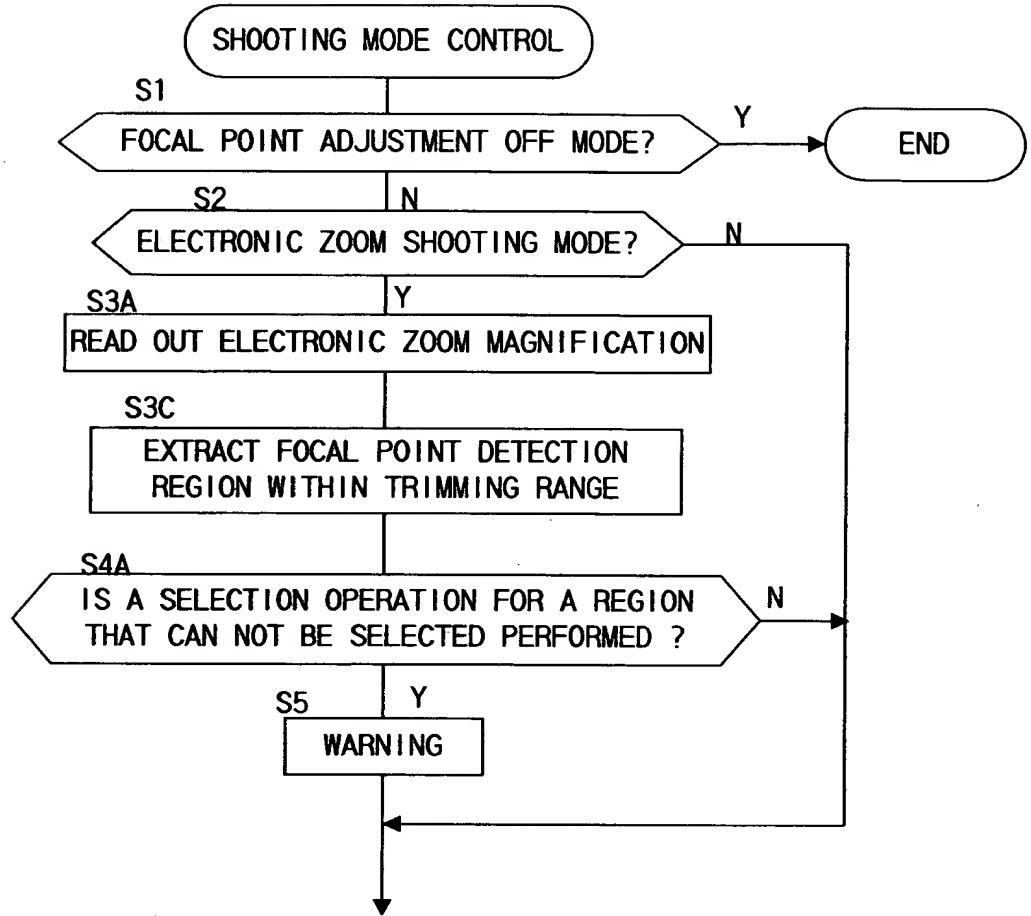 SHOOTING MODE CONTROL
S1
FOCAL POINT ADJUSTMENT OFF MODE?
Y
END
S2
N
ELECTRONIC ZOOM SHOOTING MODE?
N
S3A
Y
READ OUT ELECTRONIC ZOOM MAGNIFICATION
S3C
EXTRACT FOCAL POINT DETECTION
REGION WITHIN TRIMMING RANGE
S4A
IS A SELECTION OPERATION FOR A REGION
THAT CAN NOT BE SELECTED PERFORMED ?
N
S5
Y
WARNING